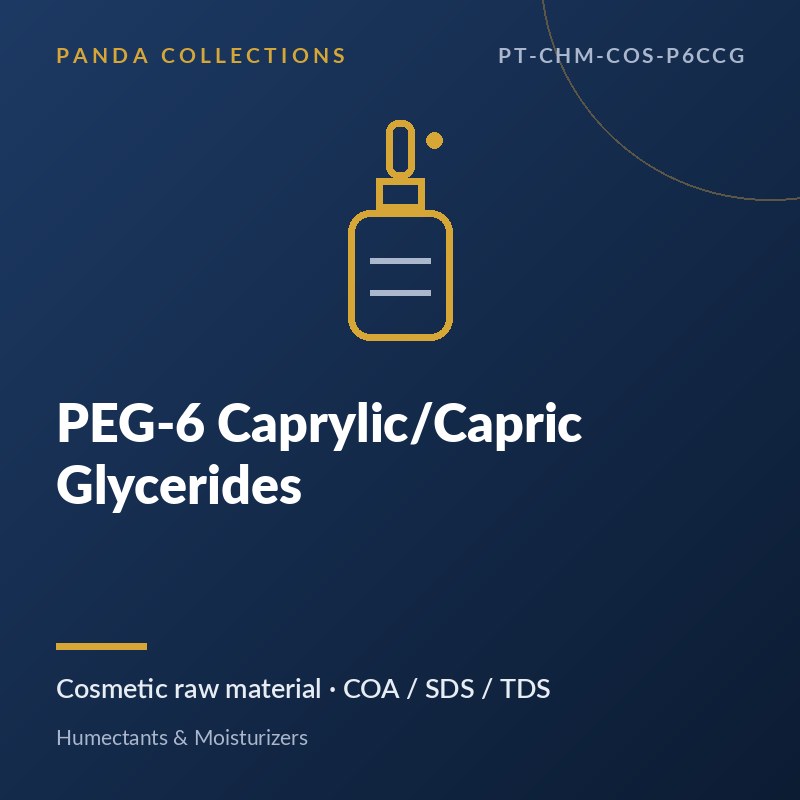 PANDA COLLECTIONS
PT-CHM-COS-P6CCG
PEG-6 Caprylic/Capric
Glycerides
Cosmetic raw material · COA / SDS / TDS
Humectants & Moisturizers